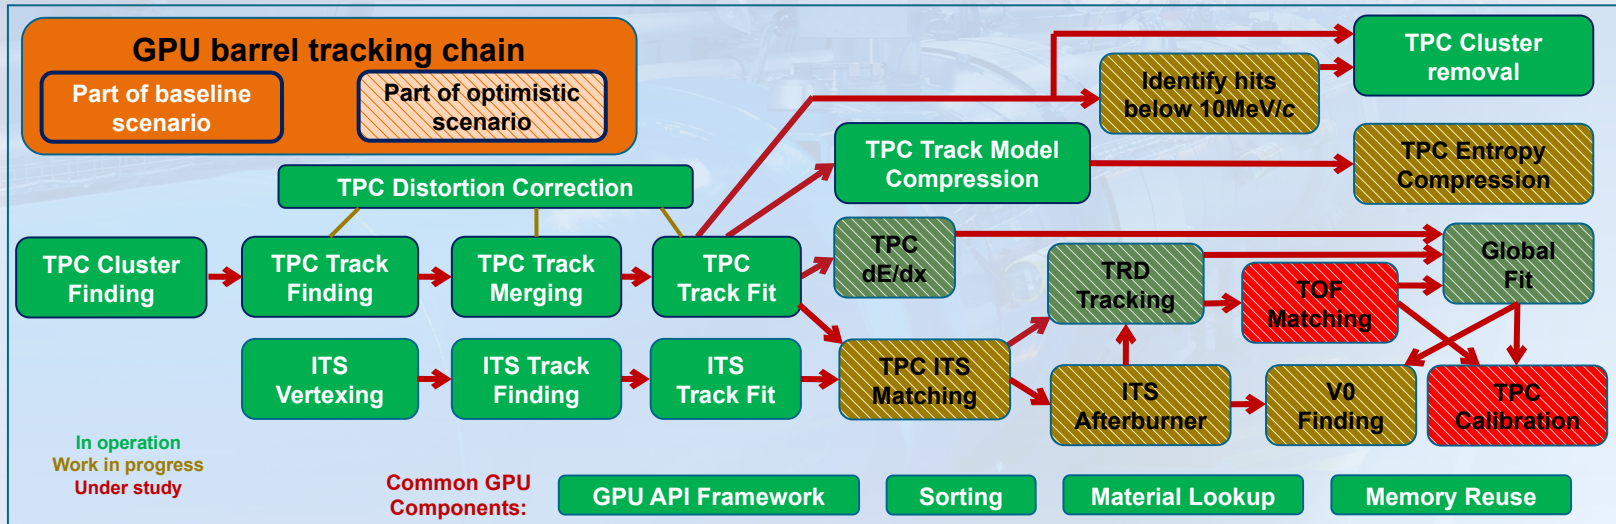 GPU barrel tracking chain
Part of baseline
scenario
Part of optimistic
scenario
TPC Cluster
removal
Identify hits
below 10MeV/c
TPC Track Model
Compression
TPC Entropy
Compression
TPC Distortion Correction
TPC Cluster
Finding
TPC Track
Finding
TPC Track
Merging
TPC
Track Fit
TPC
dE/dx
TRD
Tracking
TOF
Matching
Global
Fit
ITS
Vertexing
ITS Track
Finding
ITS
Track Fit
TPC ITS
Matching
ITS
Afterburner
V0
Finding
TPC
Calibration
In operation
Work in progress
Under study
Common GPU
Components:
GPU API Framework
Sorting
Material Lookup
Memory Reuse